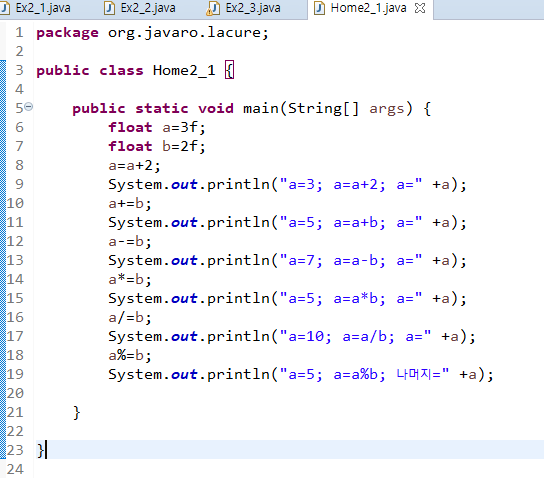 Ex2_1.java Ex2_2.java Ex2_3.java Home2_1.java
1 package org.javaro.lacure;
2
3 public class Home2_1 {
4
5 public static void main(String[] args) {
6 float a=3f;
7 float b=2f;
8 a=a+2;
9 System.out.println("a=3; a=a+2; a=" +a);
10 a+=b;
11 System.out.println("a=5; a=a+b; a=" +a);
12 a-=b;
13 System.out.println("a=7; a=a-b; a=" +a);
14 a*=b;
15 System.out.println("a=5; a=a*b; a=" +a);
16 a/=b;
17 System.out.println("a=10; a=a/b; a=" +a);
18 a%=b;
19 System.out.println("a=5; a=a%b; 나머지=" +a);
20
21 }
22
23 }
24